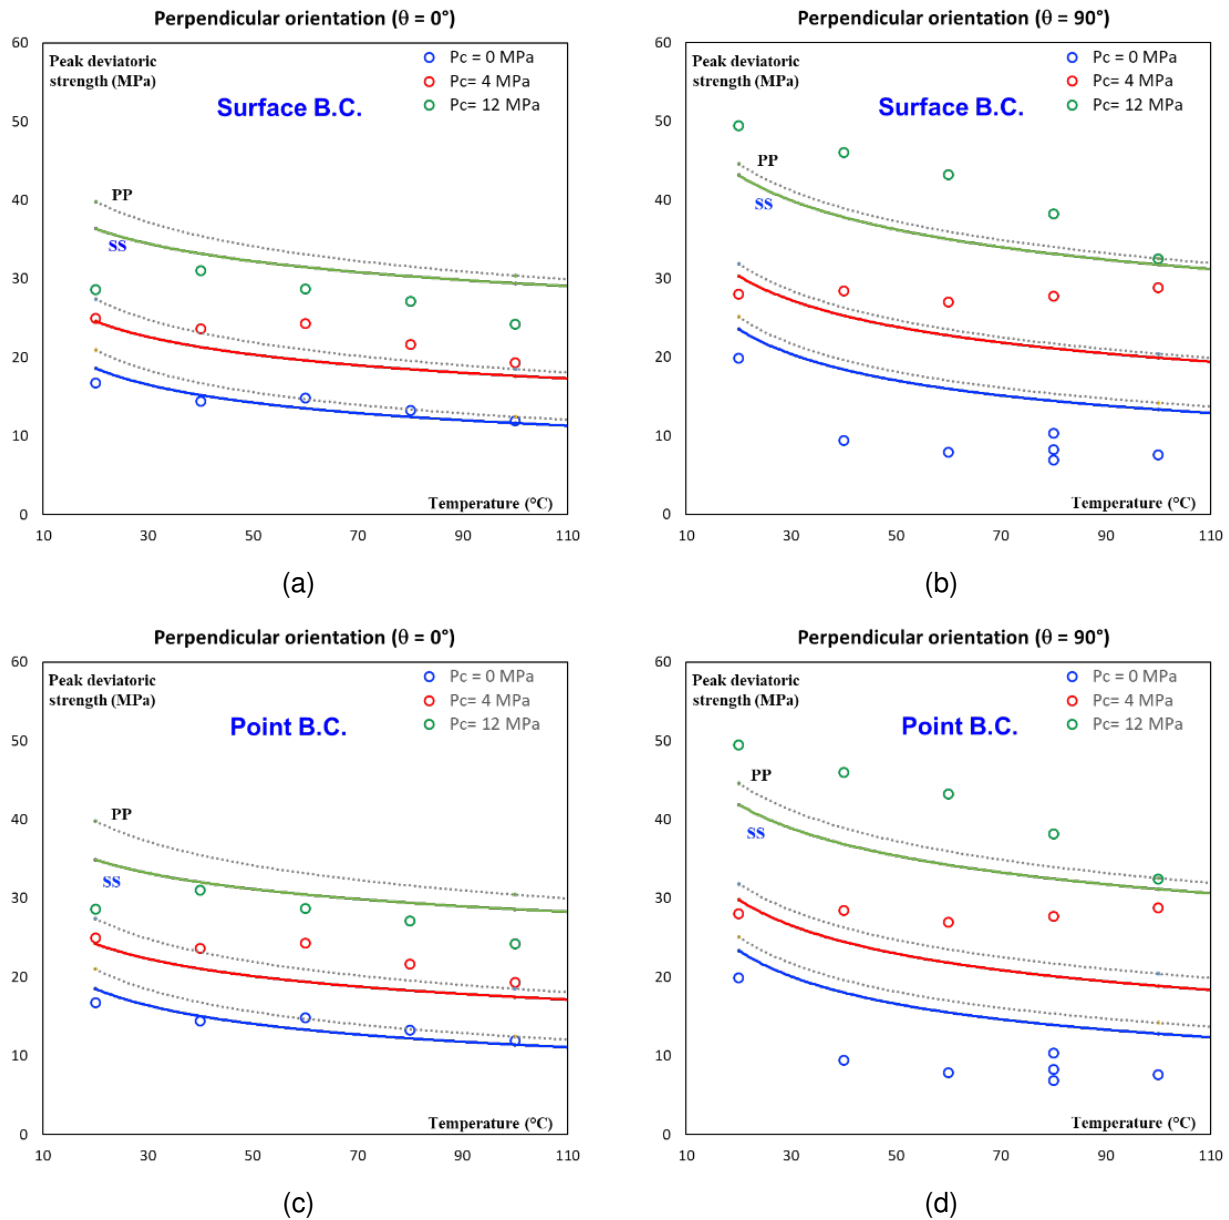 Perpendicular orientation (θ = 0°)
60
Peak deviatoric
strength (MPa)
Pc = 0 MPa
Pc= 4 MPa
Pc= 12 MPa
Surface B.C.
50
40
PP
SS
30
20
10
Temperature (°C)
0
10
30
50
70
90
110
(a)
Perpendicular orientation (θ = 90°)
60
Peak deviatoric
strength (MPa)
Pc = 0 MPa
Pc= 4 MPa
Pc= 12 MPa
Surface B.C.
50
PP
40
SS
30
20
10
Temperature (°C)
0
10
30
50
70
90
110
(b)
Perpendicular orientation (θ = 0°)
60
Peak deviatoric
strength (MPa)
Pc = 0 MPa
Pc= 4 MPa
Pc= 12 MPa
Point B.C.
50
40
PP
SS
30
20
10
Temperature (°C)
0
10
30
50
70
90
110
(c)
Perpendicular orientation (θ = 90°)
60
Peak deviatoric
strength (MPa)
Pc = 0 MPa
Pc= 4 MPa
Pc= 12 MPa
Point B.C.
50
PP
40
SS
30
20
10
Temperature (°C)
0
10
30
50
70
90
110
(d)